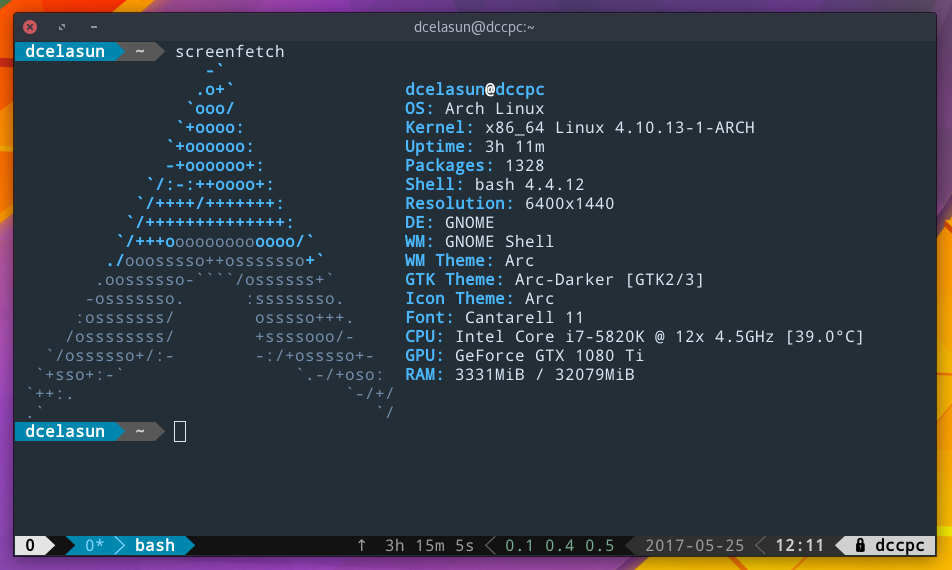 dcelasun@dccpc:~
dcelasun ~ screenfetch
-`
.o+`
`ooo/
`+oooo:
`+oooooo:
-+oooooo+:
`/:-:++oooo+:
`/++++/+++++++:
`/++++++++++++++:
`/+++ooooooooooooo/`
./ooosssso++osssssso+`
.oossssso-````/ossssss+`
-osssssso. :ssssssso.
:osssssss/ osssso+++.
/ossssssss/ +ssssooo/-
`/ossssso+/:- -:/+osssso+-
`+sso+:-` `.-/+oso:
`++:. `-/+/
.` `/
dcelasun@dccpc
OS: Arch Linux
Kernel: x86_64 Linux 4.10.13-1-ARCH
Uptime: 3h 11m
Packages: 1328
Shell: bash 4.4.12
Resolution: 6400x1440
DE: GNOME
WM: GNOME Shell
WM Theme: Arc
GTK Theme: Arc-Darker [GTK2/3]
Icon Theme: Arc
Font: Cantarell 11
CPU: Intel Core i7-5820K @ 12x 4.5GHz [39.0°C]
GPU: GeForce GTX 1080 Ti
RAM: 3331MiB / 32079MiB
dcelasun ~
0 0* bash ↑ 3h 15m 5s 0.1 0.4 0.5 2017-05-25 12:11 dccpc